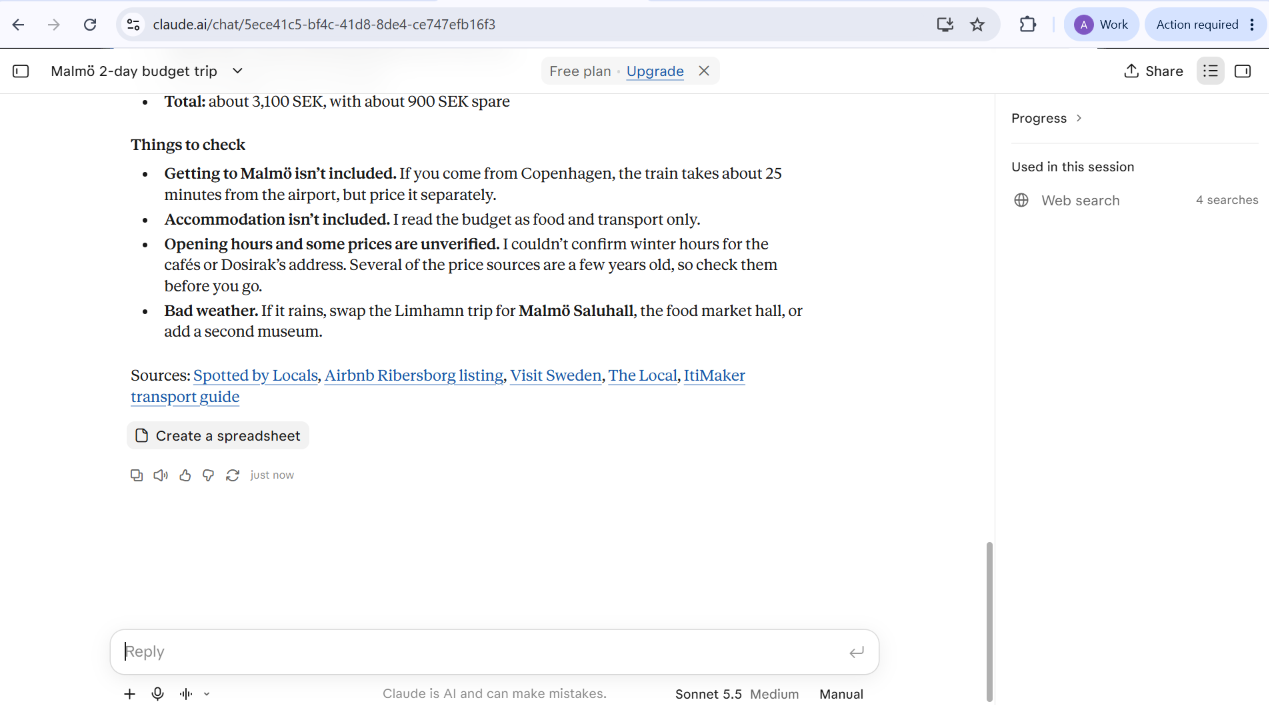 claude.ai/chat/5ece41c5-bf4c-41d8-8de4-ce747efb16f3
A Work
Action required
Malmö 2-day budget trip
Free plan · Upgrade
Share
• Total: about 3,100 SEK, with about 900 SEK spare
Things to check
• Getting to Malmö isn’t included. If you come from Copenhagen, the train takes about 25
minutes from the airport, but price it separately.
• Accommodation isn’t included. I read the budget as food and transport only.
• Opening hours and some prices are unverified. I couldn’t confirm winter hours for the
cafés or Dosirak’s address. Several of the price sources are a few years old, so check them
before you go.
• Bad weather. If it rains, swap the Limhamn trip for Malmö Saluhall, the food market hall, or
add a second museum.
Sources: Spotted by Locals, Airbnb Ribersborg listing, Visit Sweden, The Local, ItiMaker
transport guide
Create a spreadsheet
just now
Progress
Used in this session
Web search 4 searches
Reply
Claude is AI and can make mistakes.
Sonnet 5.5 Medium
Manual